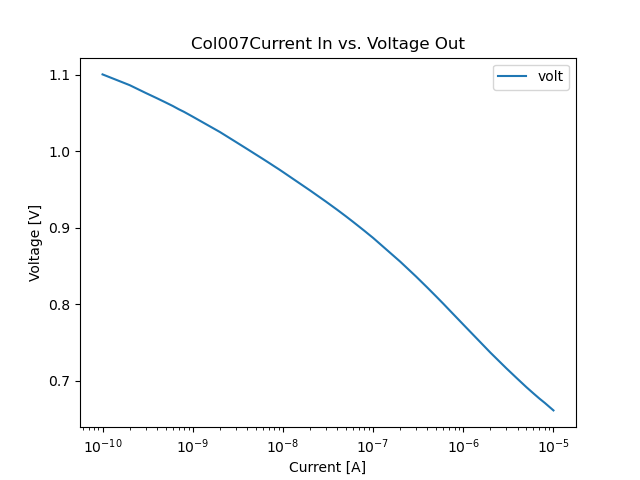 Col007Current In vs. Voltage Out
volt
Voltage [V]
1.1
1.0
0.9
0.8
0.7
10⁻¹⁰ 10⁻⁹ 10⁻⁸ 10⁻⁷ 10⁻⁶ 10⁻⁵
Current [A]